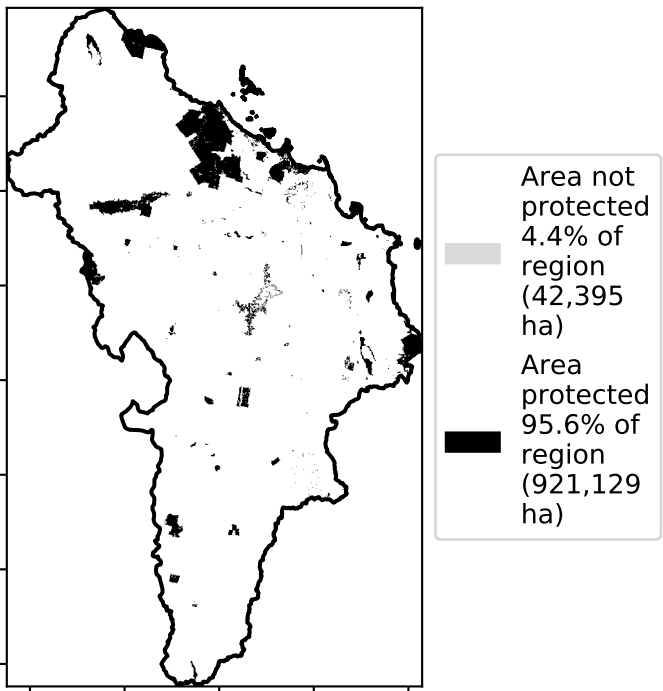 Area not
protected
4.4% of
region
(42,395
ha)
Area
protected
95.6% of
region
(921,129
ha)